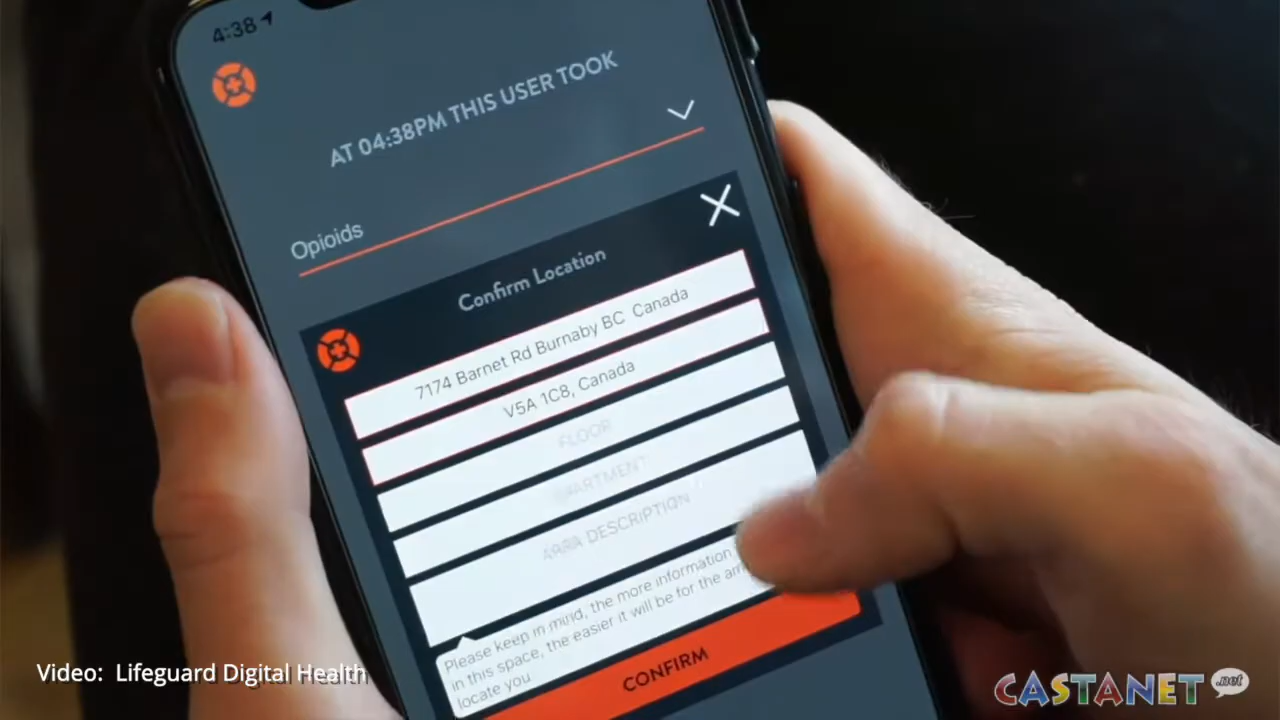 4:38
AT 04:38PM THIS USER TOOK
Opioids
Confirm Location
7174 Barnet Rd Burnaby BC Canada
V5A 1C8, Canada
FLOOR
APARTMENT
AREA DESCRIPTION
Please keep in mind, the more information
in this space, the easier it will be for the
locate you
CONFIRM
Video: Lifeguard Digital Health
CASTANET.net